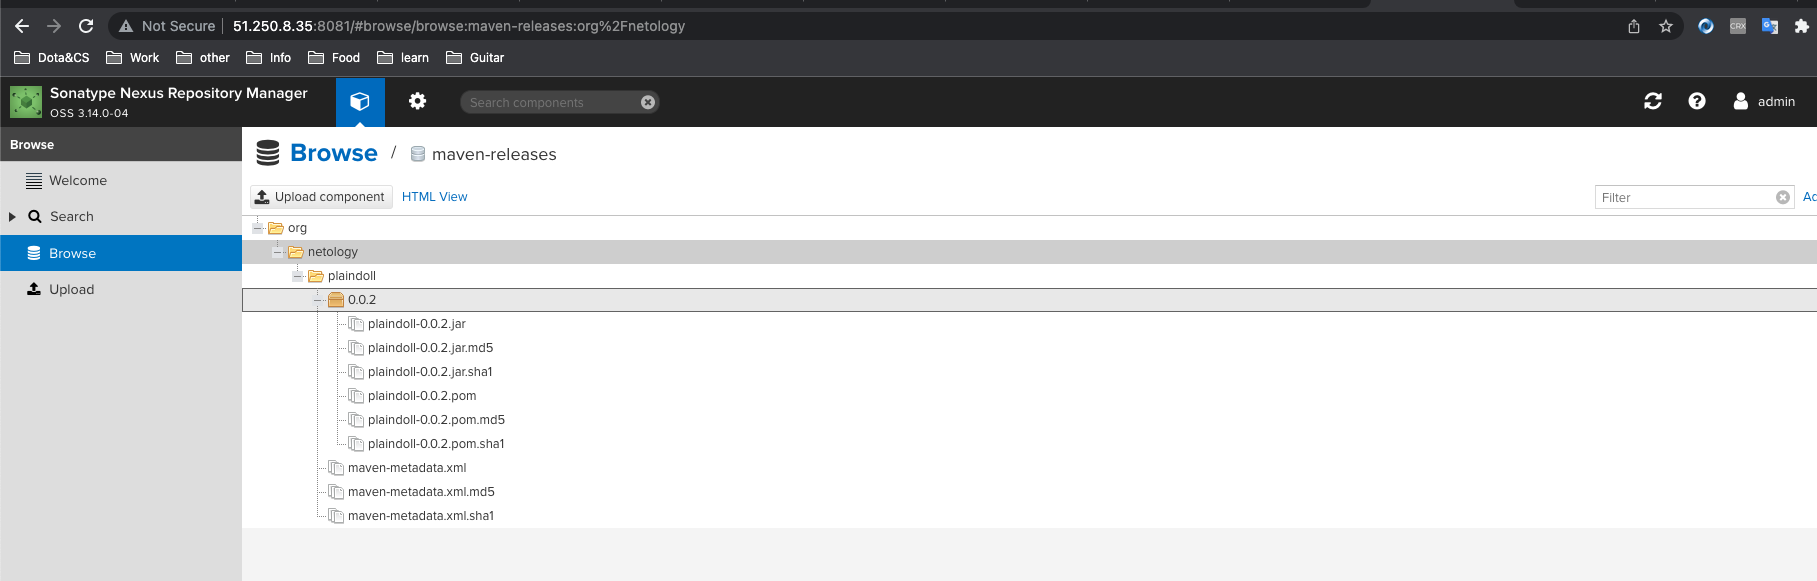 Not Secure 51.250.8.35:8081/#browse/browse:maven-releases:org%2Fnetology
CRX
Dota&CS Work other Info Food learn Guitar
Sonatype Nexus Repository Manager
OSS 3.14.0-04
Search components
admin
Browse
Browse / maven-releases
Welcome
Upload component HTML View
Filter
Search
org
Browse
netology
plaindoll
Upload
0.0.2
plaindoll-0.0.2.jar
plaindoll-0.0.2.jar.md5
plaindoll-0.0.2.jar.sha1
plaindoll-0.0.2.pom
plaindoll-0.0.2.pom.md5
plaindoll-0.0.2.pom.sha1
maven-metadata.xml
maven-metadata.xml.md5
maven-metadata.xml.sha1